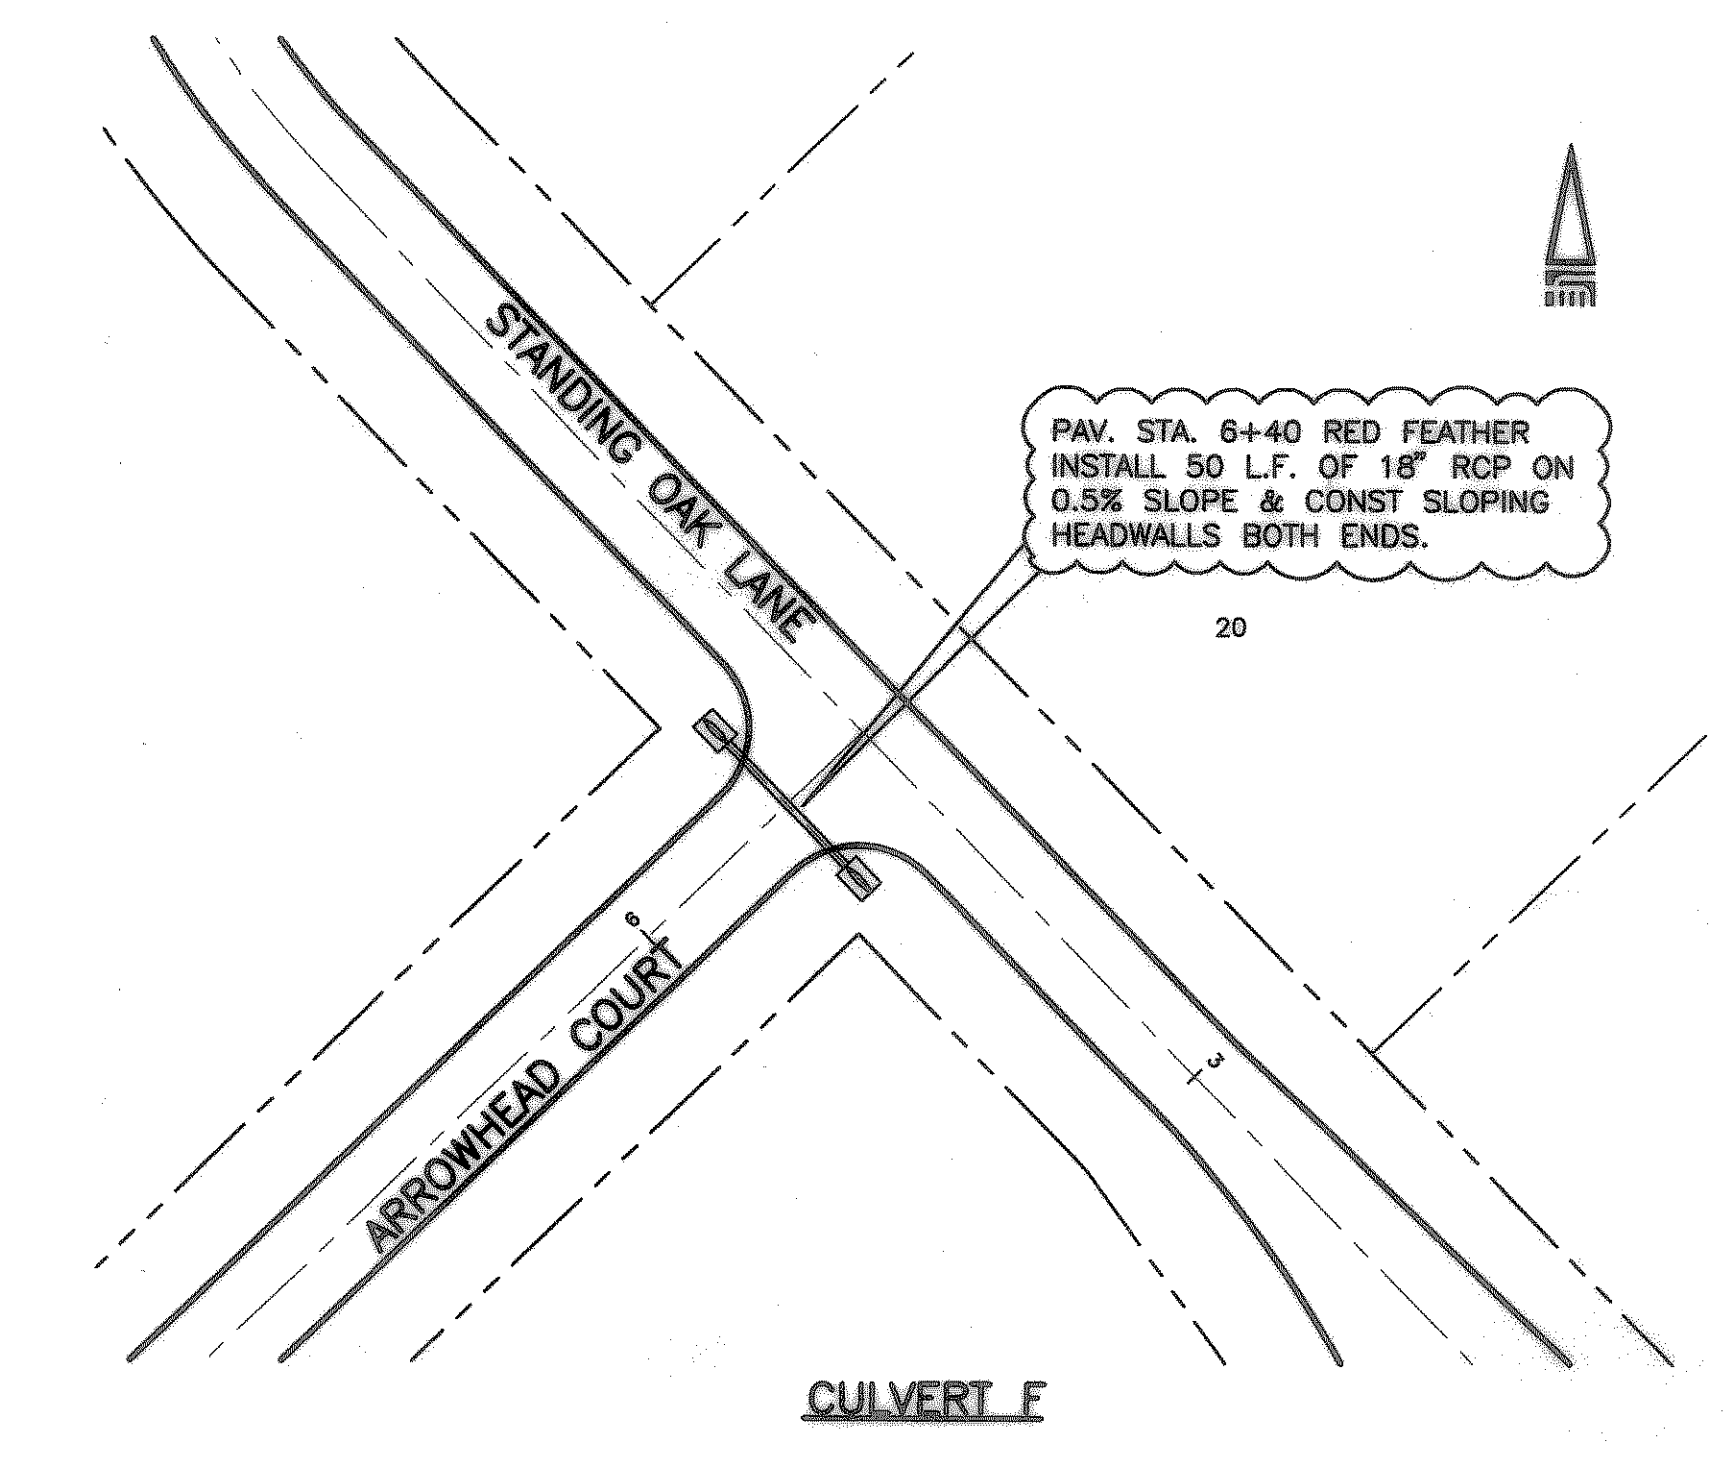 STANDING OAK LANE
PAV. STA. 6+40 RED FEATHER
INSTALL 50 L.F. OF 18" RCP ON
0.5% SLOPE & CONST SLOPING
HEADWALLS BOTH ENDS.
20
6
ARROWHEAD COURT
3
CULVERT F